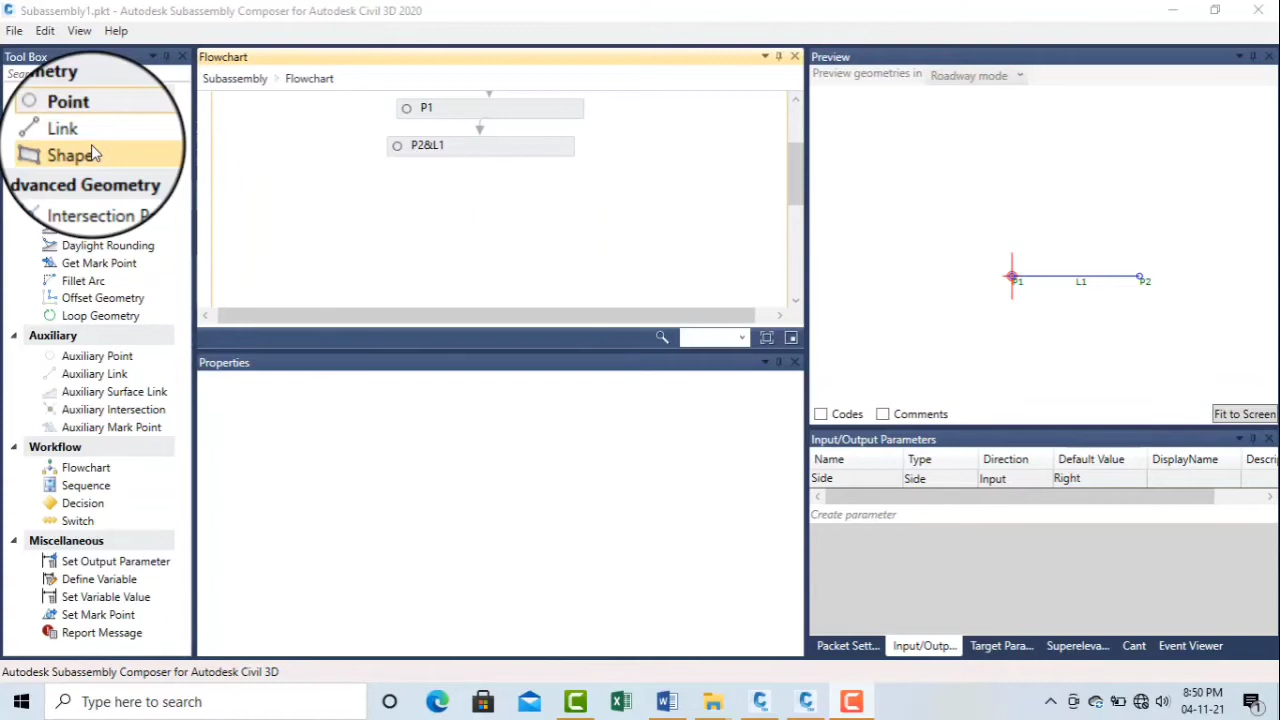 Subassembly1.pkt - Autodesk Subassembly Composer for Autodesk Civil 3D 2020
File Edit View Help
Tool Box
Flowchart
Preview
Subassembly Flowchart
Preview geometries in Roadway mode
Point
Link
Shape
dvanced Geometry
Intersection P
Daylight Rounding
Get Mark Point
Fillet Arc
Offset Geometry
Loop Geometry
Auxiliary
Auxiliary Point
Auxiliary Link
Auxiliary Surface Link
Auxiliary Intersection
Auxiliary Mark Point
Workflow
Flowchart
Sequence
Decision
Switch
Miscellaneous
Set Output Parameter
Define Variable
Set Variable Value
Set Mark Point
Report Message
P1
P2&L1
Properties
P1 L1 P2
Codes Comments Fit to Screen
Input/Output Parameters
Name Type Direction Default Value DisplayName Descri
Side Side Input Right
Create parameter
Packet Sett... Input/Outp... Target Para... Supereleva... Cant Event Viewer
Autodesk Subassembly Composer for Autodesk Civil 3D
Type here to search
8:50 PM
04-11-21